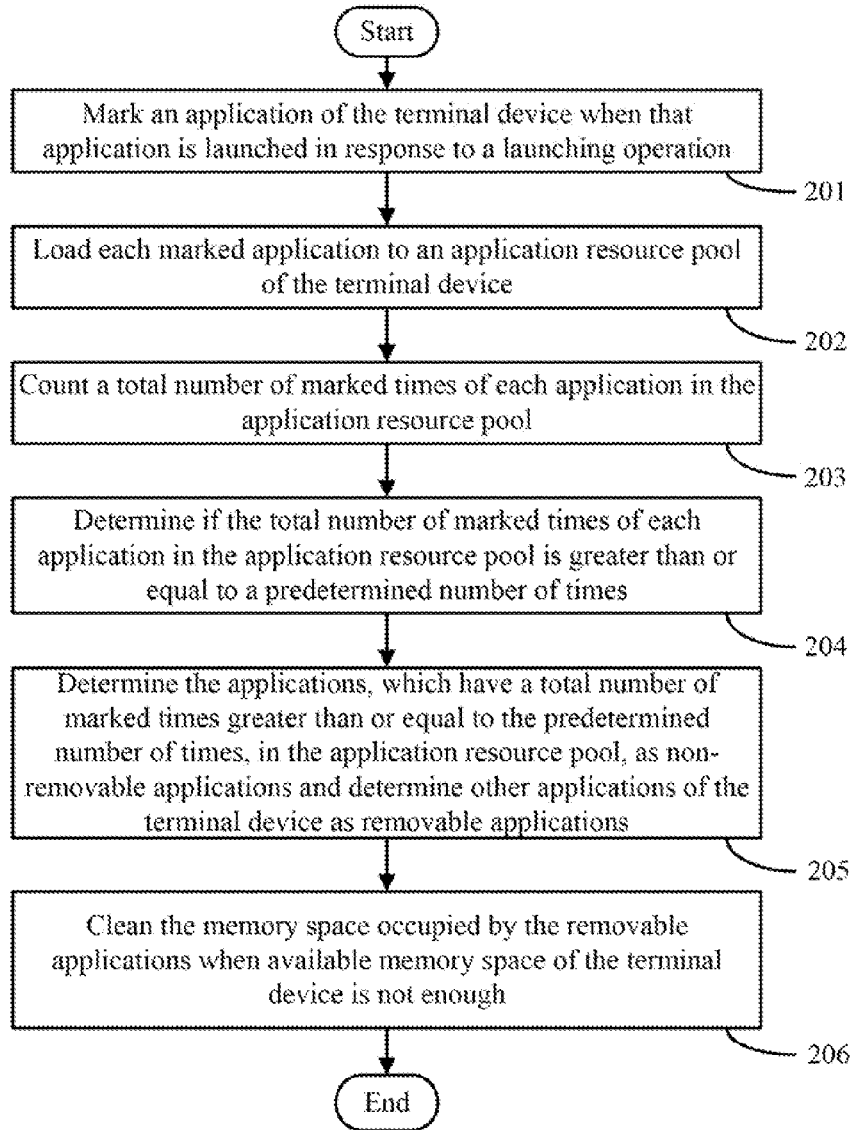 Start
Mark an application of the terminal device when that
application is launched in response to a launching operation
201
Load each marked application to an application resource pool
of the terminal device
202
Count a total number of marked times of each application in the
application resource pool
203
Determine if the total number of marked times of each
application in the application resource pool is greater than or
equal to a predetermined number of times
204
Determine the applications, which have a total number of
marked times greater than or equal to the predetermined
number of times, in the application resource pool, as non-
removable applications and determine other applications of the
terminal device as removable applications
205
Clean the memory space occupied by the removable
applications when available memory space of the terminal
device is not enough
206
End